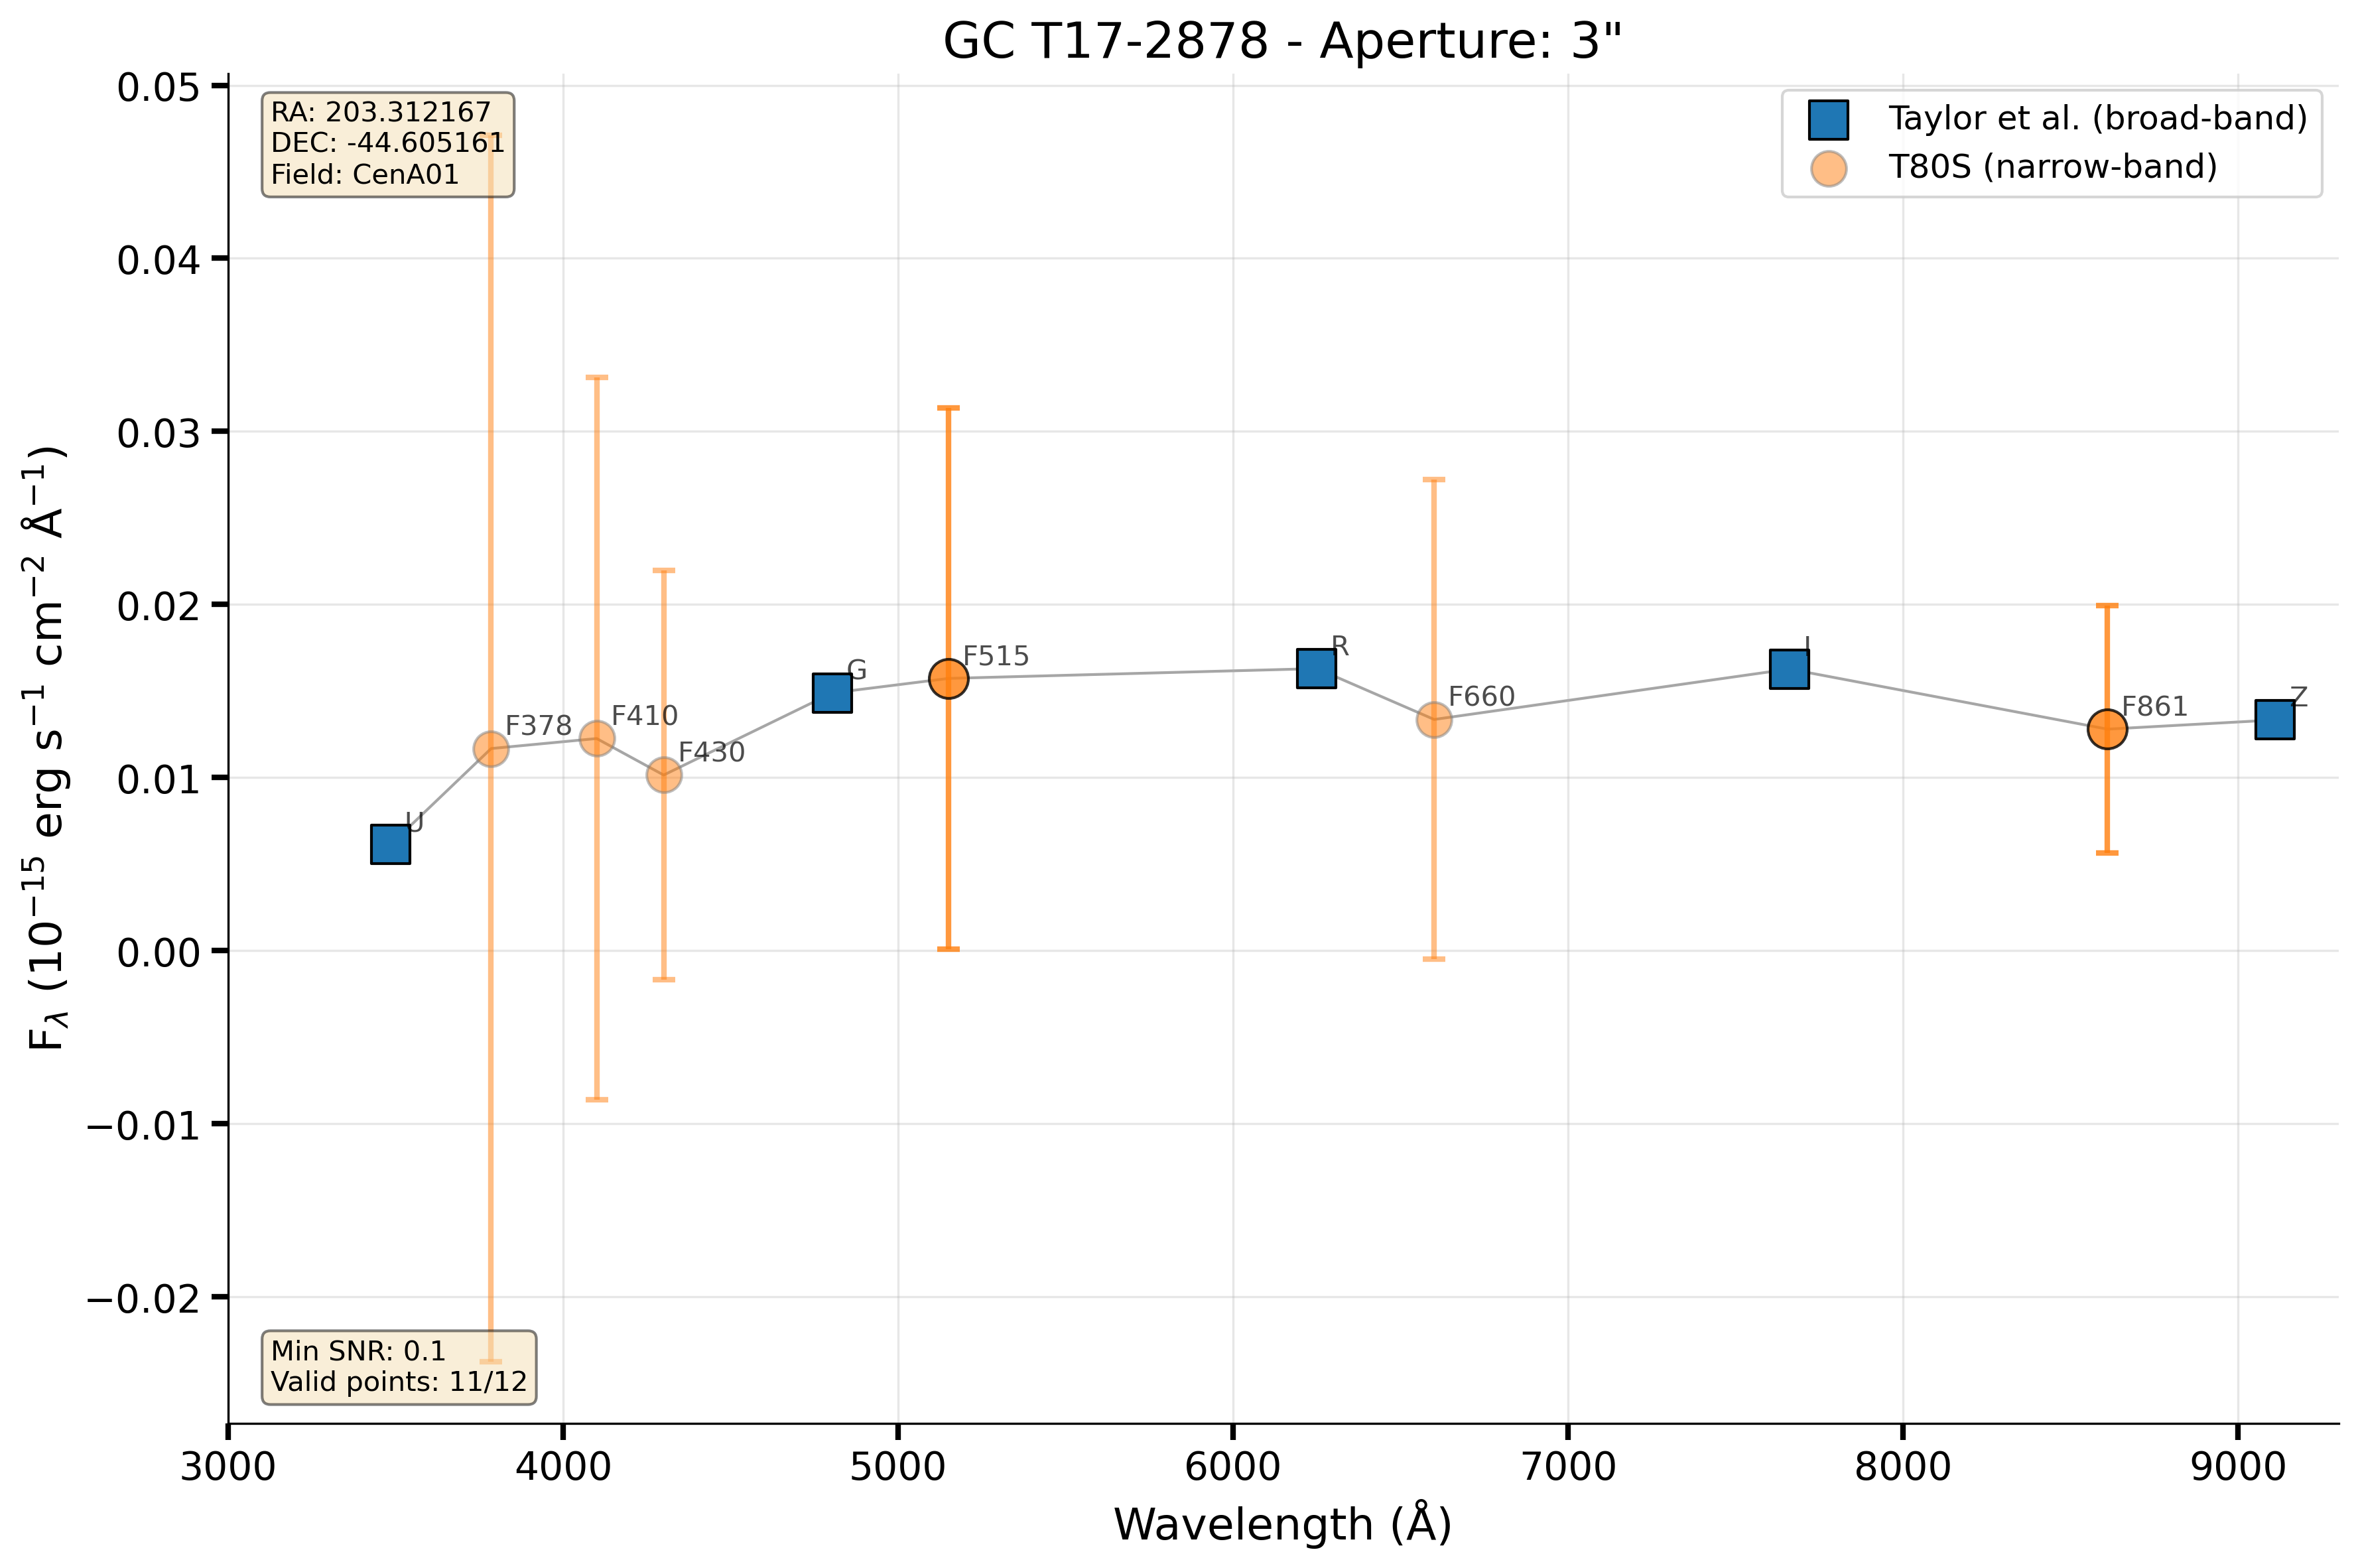 GC T17-2878 - Aperture: 3"
RA: 203.312167
DEC: -44.605161
Field: CenA01
Taylor et al. (broad-band)
T80S (narrow-band)
0.05
0.04
0.03
0.02
0.01
0.00
−0.01
−0.02
F_λ (10⁻¹⁵ erg s⁻¹ cm⁻² Å⁻¹)
U
F378
F410
F430
G
F515
R
F660
I
F861
Z
Min SNR: 0.1
Valid points: 11/12
3000
4000
5000
6000
7000
8000
9000
Wavelength (Å)